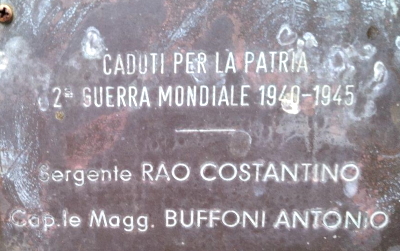 CADUTI PER LA PATRIA
2ª GUERRA MONDIALE 1940-1945
Sergente RAO COSTANTINO
Cap.le Magg. BUFFONI ANTONIO